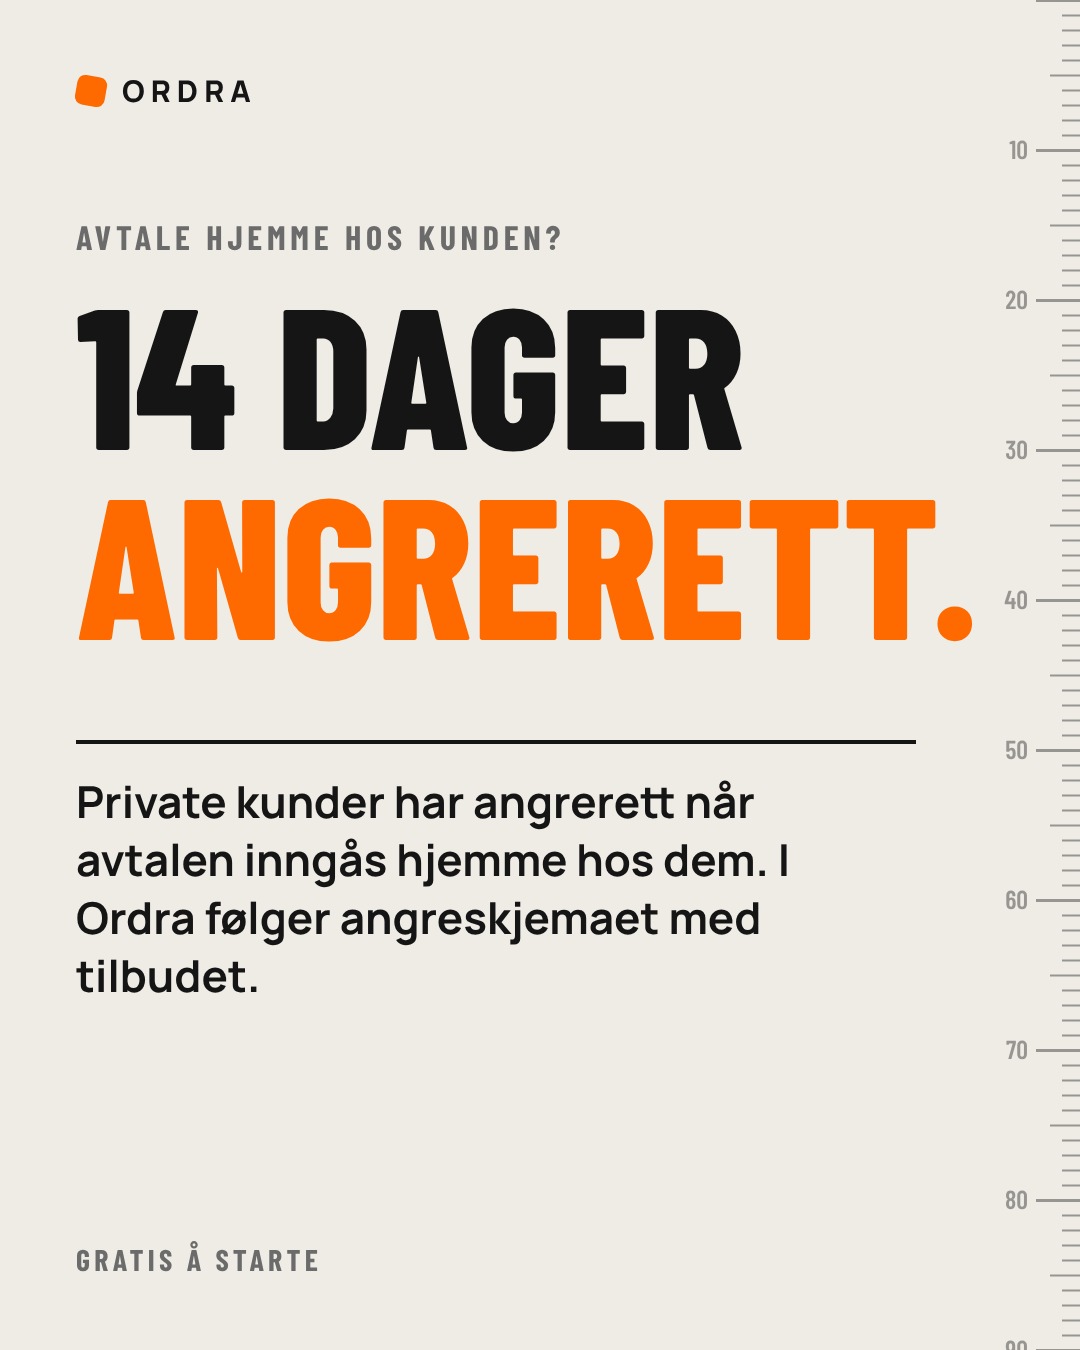 ORDRA
AVTALE HJEMME HOS KUNDEN?
14 DAGER
ANGRERETT.
Private kunder har angrerett når
avtalen inngås hjemme hos dem. I
Ordra følger angreskjemaet med
tilbudet.
GRATIS Å STARTE
10
20
30
40
50
60
70
80
90